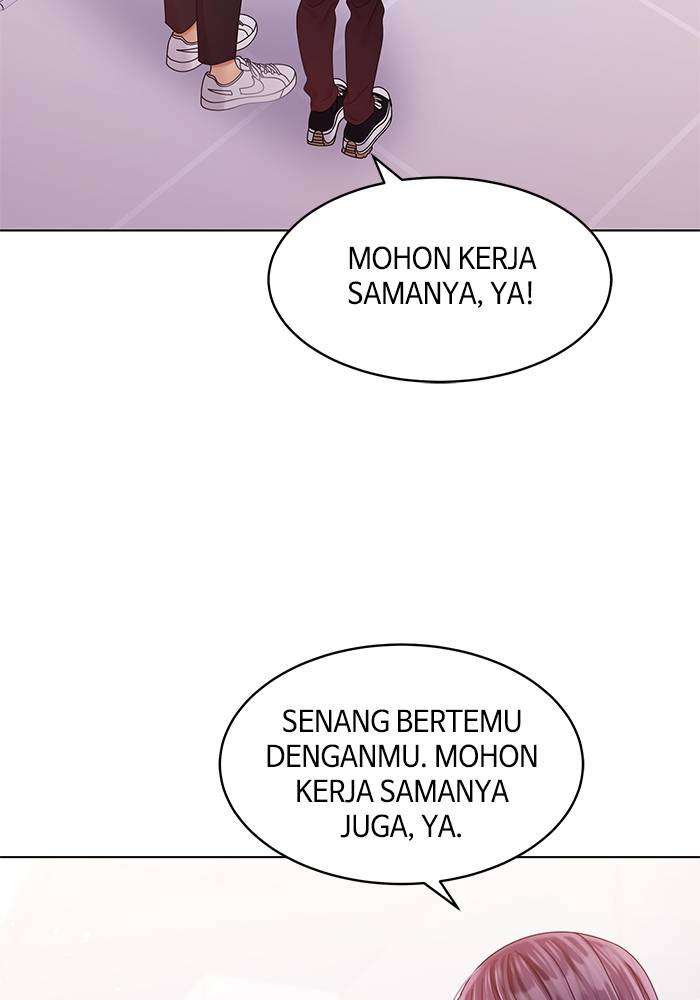 MOHON KERJA
SAMANYA, YA!
SENANG BERTEMU
DENGANMU. MOHON
KERJA SAMANYA
JUGA, YA.